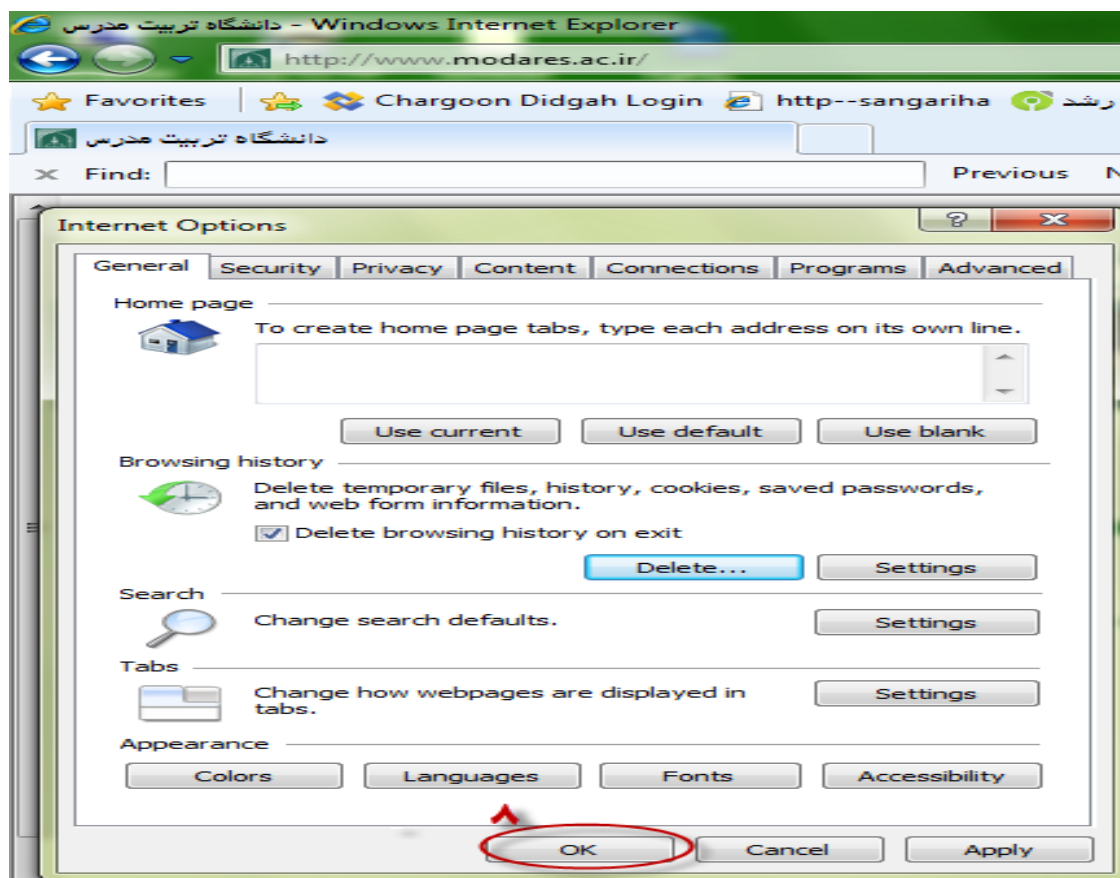 دانشگاه تربیت مدرس - Windows Internet Explorer
http://www.modares.ac.ir/
Favorites Chargoon Didgah Login http--sangariha رشد
دانشگاه تربیت مدرس
Find: Previous N
Internet Options
General Security Privacy Content Connections Programs Advanced
Home page
To create home page tabs, type each address on its own line.
Use current Use default Use blank
Browsing history
Delete temporary files, history, cookies, saved passwords,
and web form information.
Delete browsing history on exit
Delete... Settings
Search
Change search defaults. Settings
Tabs
Change how webpages are displayed in
tabs.
Settings
Appearance
Colors Languages Fonts Accessibility
۸
OK Cancel Apply